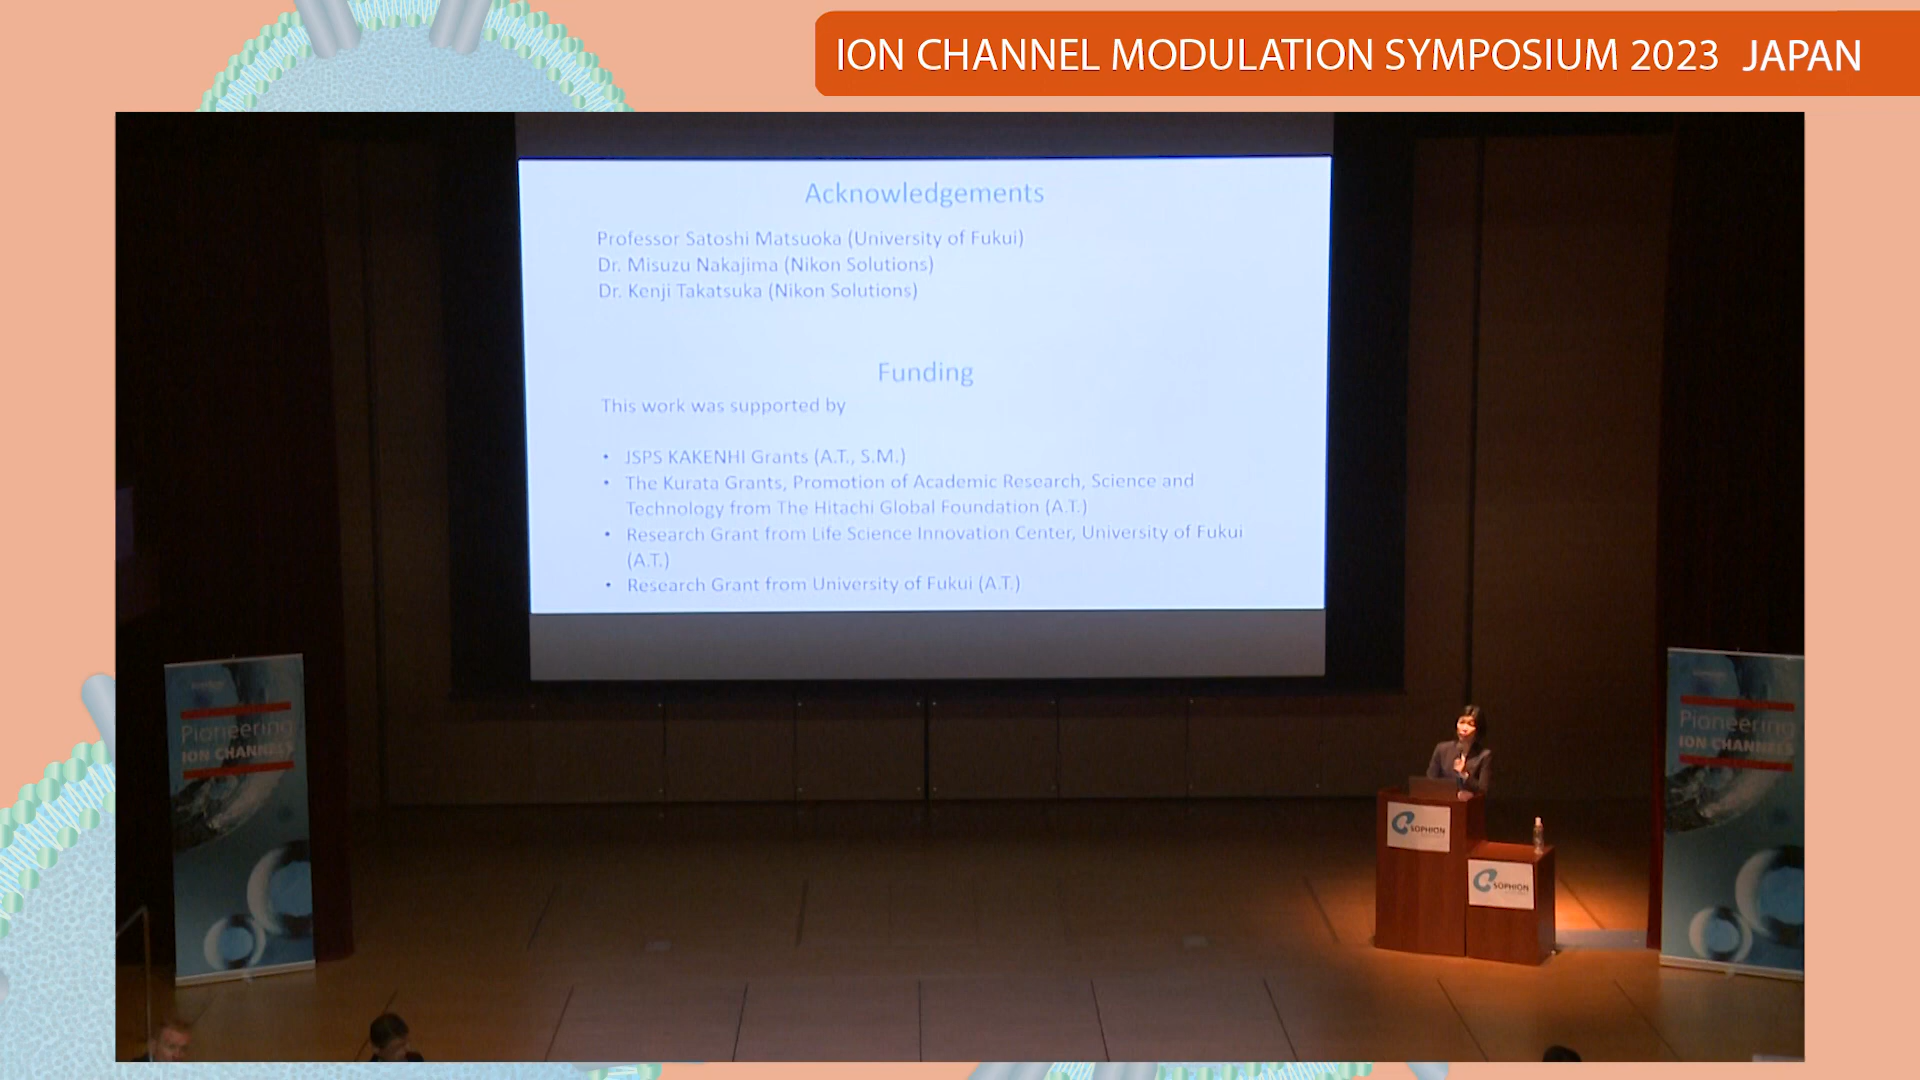 ION CHANNEL MODULATION SYMPOSIUM 2023 JAPAN
Acknowledgements
Professor Satoshi Matsuoka (University of Fukui)
Dr. Misuzu Nakajima (Nikon Solutions)
Dr. Kenji Takatsuka (Nikon Solutions)
Funding
This work was supported by
• JSPS KAKENHI Grants (A.T., S.M.)
• The Kurata Grants, Promotion of Academic Research, Science and
Technology from The Hitachi Global Foundation (A.T.)
• Research Grant from Life Science Innovation Center, University of Fukui
(A.T.)
• Research Grant from University of Fukui (A.T.)
Pioneering
ION CHANNELS
Pioneering
ION CHANNELS
SOPHION
SOPHION